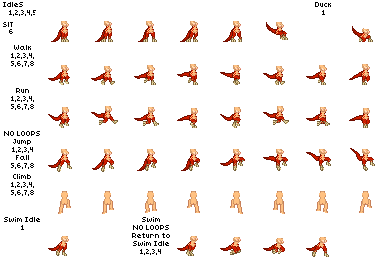 IdleS
1,2,3,4,5
Duck
1
SIT
6
Walk
1,2,3,4,
5,6,7,8
Run
1,2,3,4,
5,6,7,8
NO LOOPS
Jump
1,2,3,4
Fall
5,6,7,8
Climb
1,2,3,4,
5,6,7,8
Swim Idle
1
Swim
NO LOOPS
Return to
Swim Idle
1,2,3,4